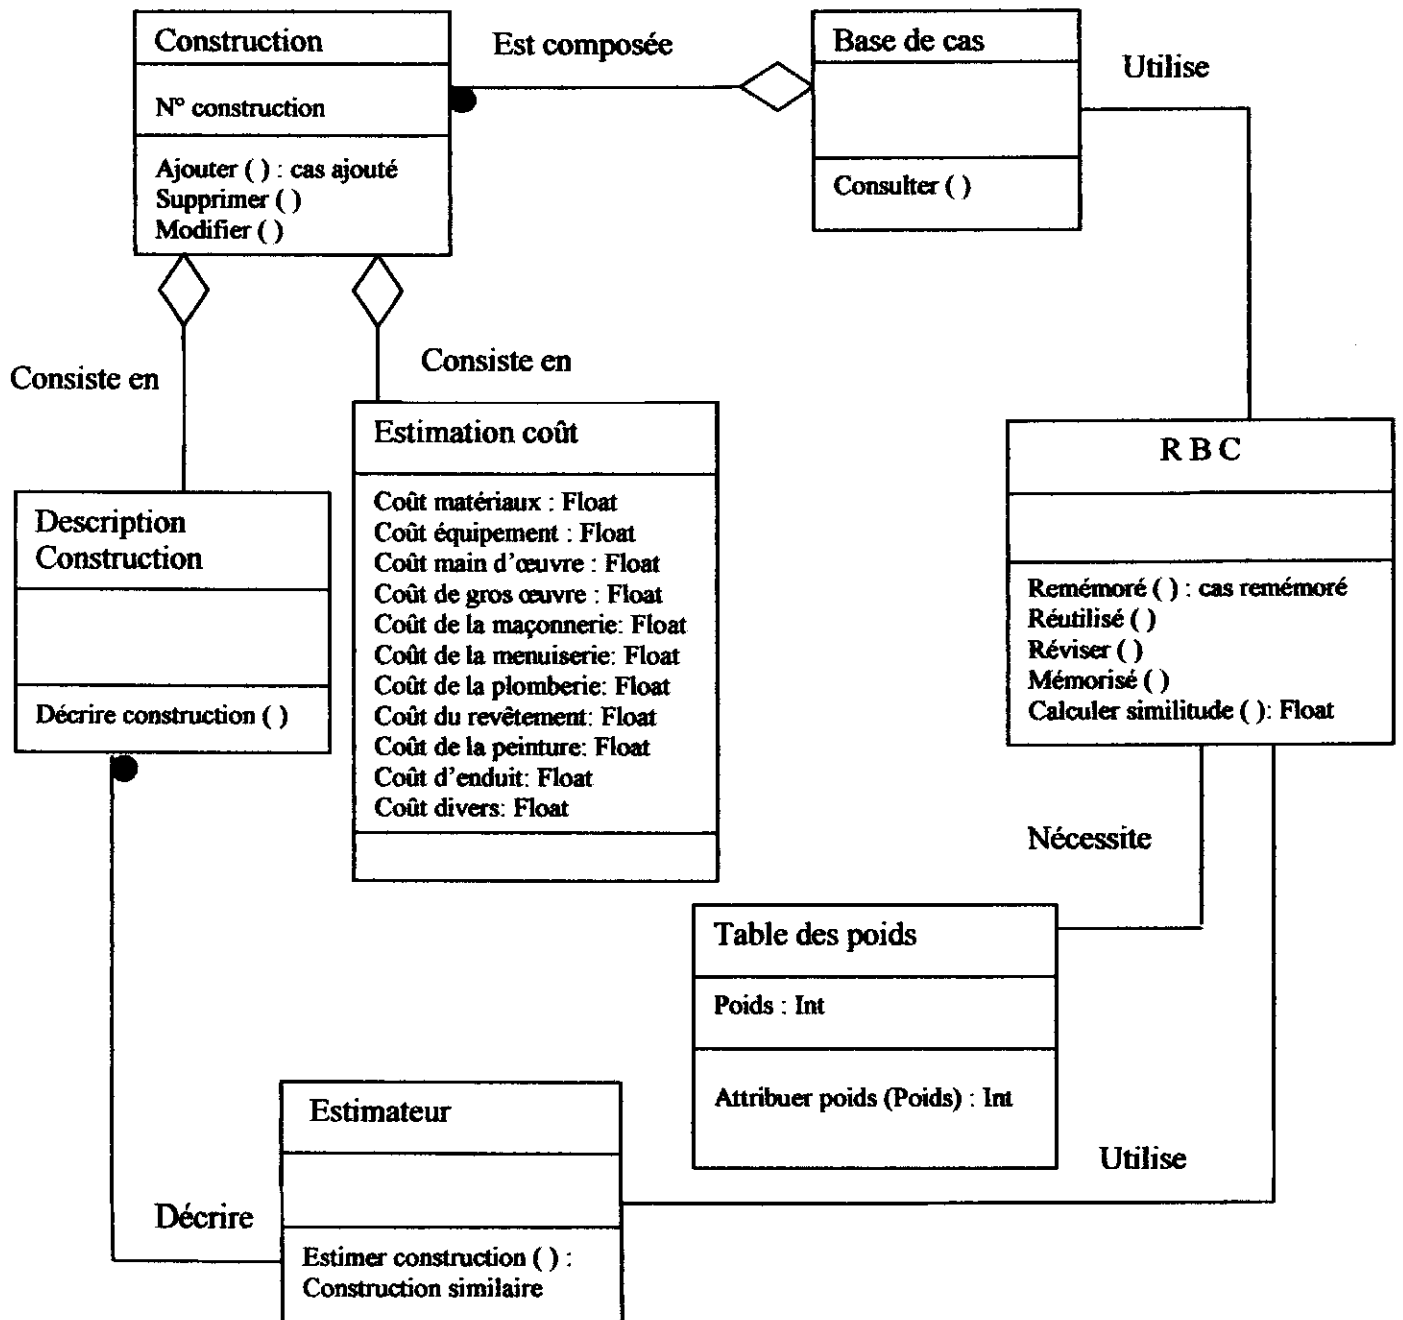 Construction
N° construction
Ajouter ( ) : cas ajouté
Supprimer ( )
Modifier ( )
Est composée
Base de cas
Consulter ( )
Utilise
Consiste en
Consiste en
Estimation coût
Coût matériaux : Float
Coût équipement : Float
Coût main d'œuvre : Float
Coût de gros œuvre : Float
Coût de la maçonnerie: Float
Coût de la menuiserie: Float
Coût de la plomberie: Float
Coût du revêtement: Float
Coût de la peinture: Float
Coût d'enduit: Float
Coût divers: Float
R B C
Remémoré ( ) : cas remémoré
Réutilisé ( )
Réviser ( )
Mémorisé ( )
Calculer similitude ( ): Float
Description
Construction
Décrire construction ( )
Nécessite
Table des poids
Poids : Int
Attribuer poids (Poids) : Int
Utilise
Estimateur
Estimer construction ( ) :
Construction similaire
Décrire